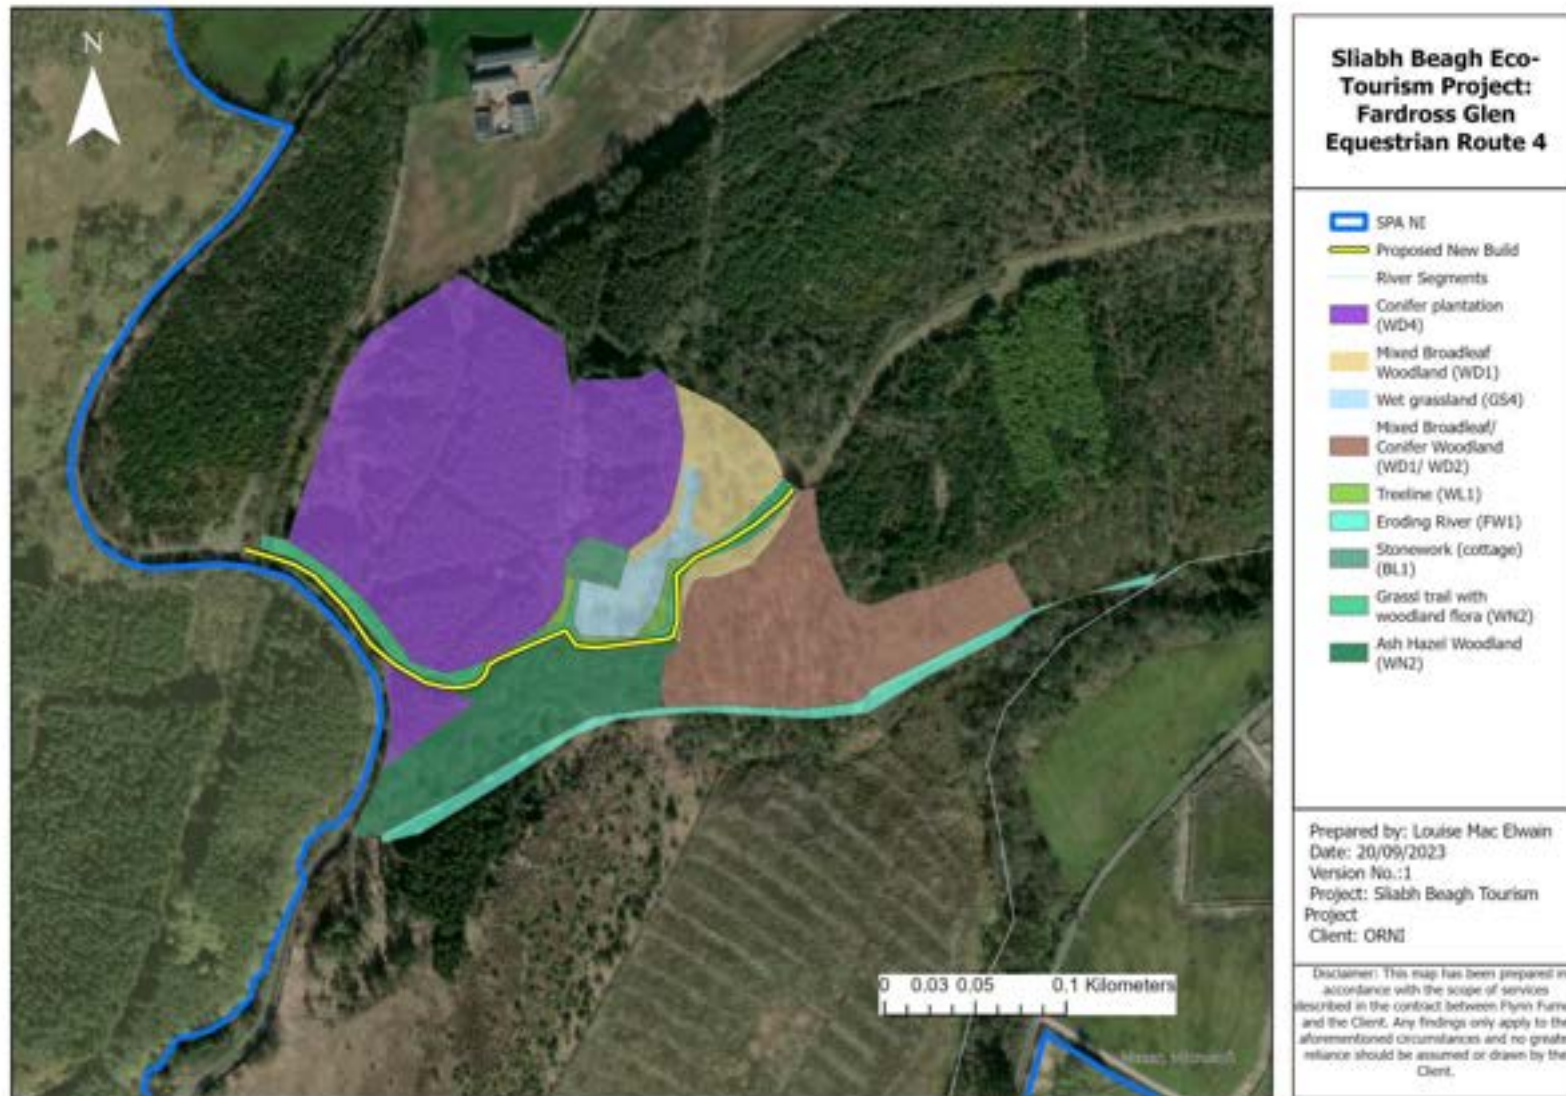 N
Sliabh Beagh Eco-
Tourism Project:
Fardross Glen
Equestrian Route 4
SPA NI
Proposed New Build
River Segments
Conifer plantation
(WD4)
Mixed Broadleaf
Woodland (WD1)
Wet grassland (GS4)
Mixed Broadleaf/
Conifer Woodland
(WD1/ WD2)
Treeline (WL1)
Eroding River (FW1)
Stonework (cottage)
(BL1)
Grassl trail with
woodland flora (WN2)
Ash Hazel Woodland
(WN2)
0 0.03 0.05 0.1 Kilometers
Maxar, Microsoft
Prepared by: Louise Mac Elwain
Date: 20/09/2023
Version No.:1
Project: Sliabh Beagh Tourism
Project
Client: ORNI
Disclaimer: This map has been prepared in
accordance with the scope of services
described in the contract between Flynn
and the Client. Any findings only apply to the
aforementioned circumstances and no greater
reliance should be assumed or drawn by the
Client.